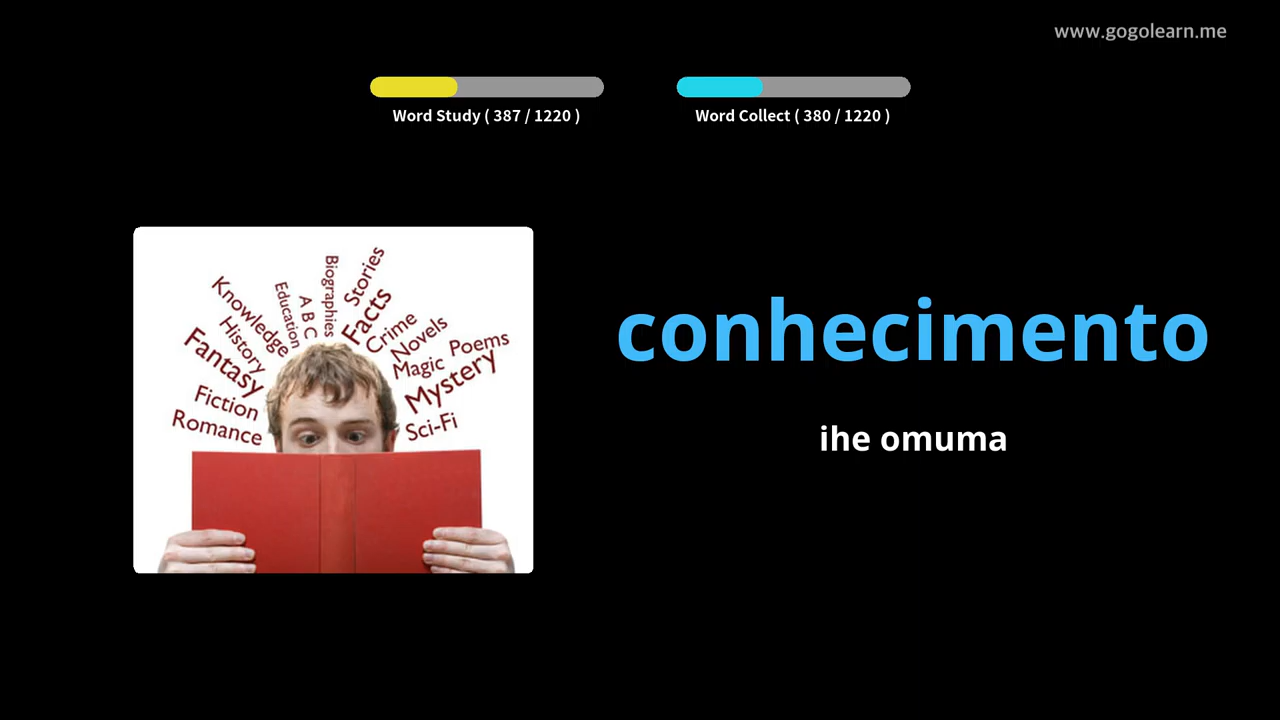 www.gogolearn.me
Word Study ( 387 / 1220 )
Word Collect ( 380 / 1220 )
Knowledge
Education
A B C
Biographies
Stories
Facts
Crime
Novels
Poems
History
Fantasy
Magic
Mystery
Fiction
Romance
Sci-Fi
conhecimento
ihe omuma